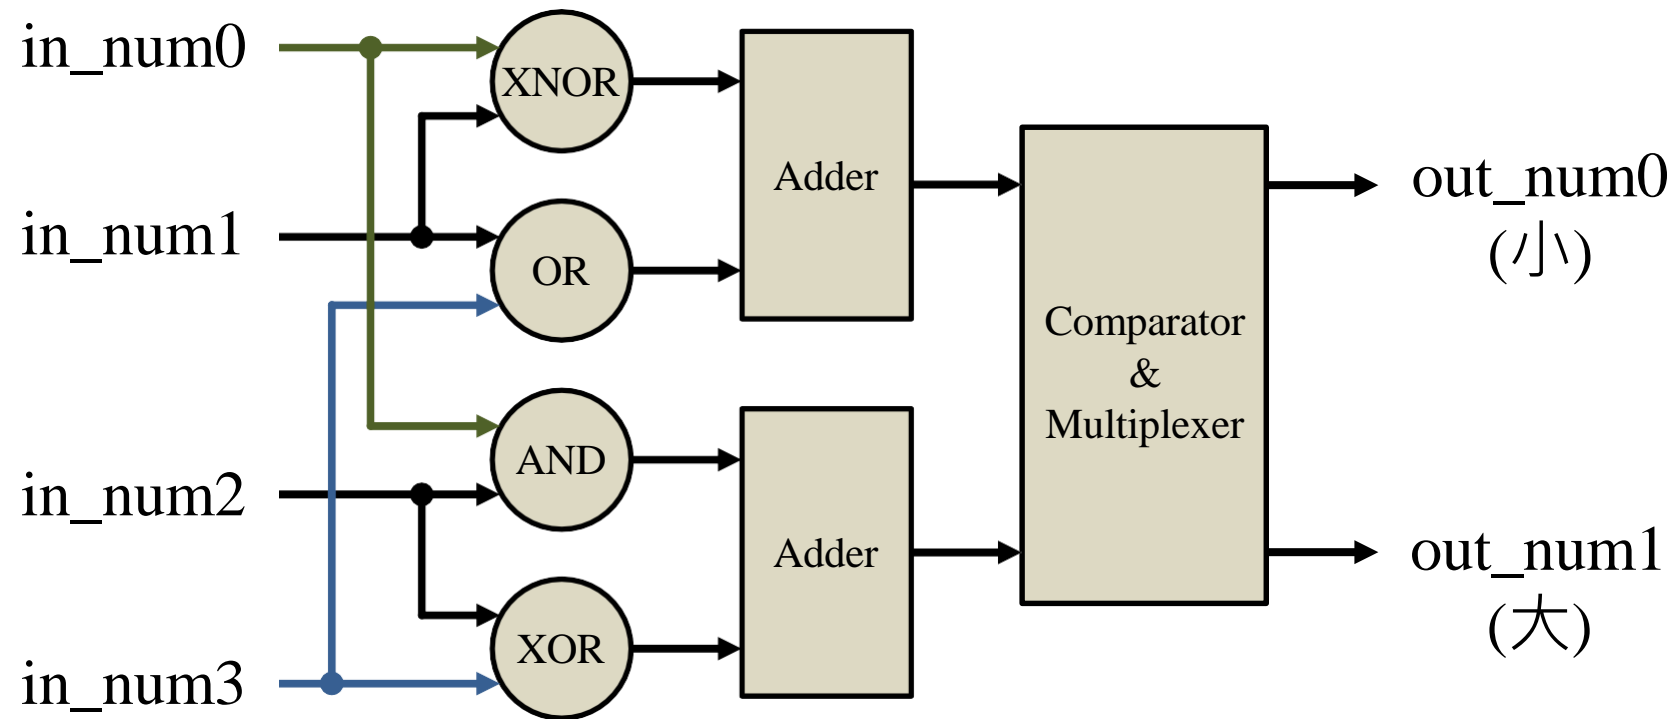 in_num0
in_num1
in_num2
in_num3
XNOR
OR
AND
XOR
Adder
Adder
Comparator
&
Multiplexer
out_num0
(小)
out_num1
(大)